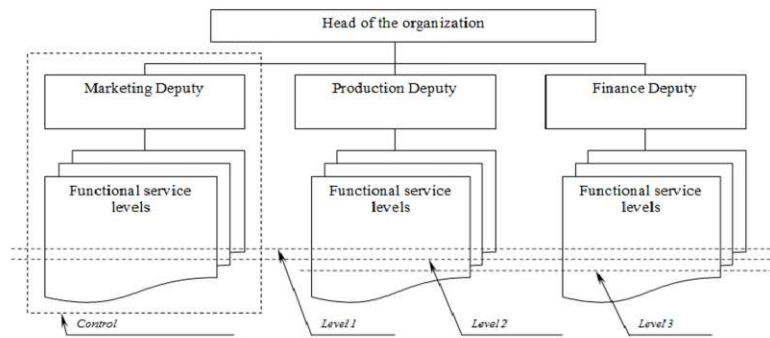 Head of the organization
Marketing Deputy
Production Deputy
Finance Deputy
Functional service
levels
Functional service
levels
Functional service
levels
Control
Level 1
Level 2
Level 3